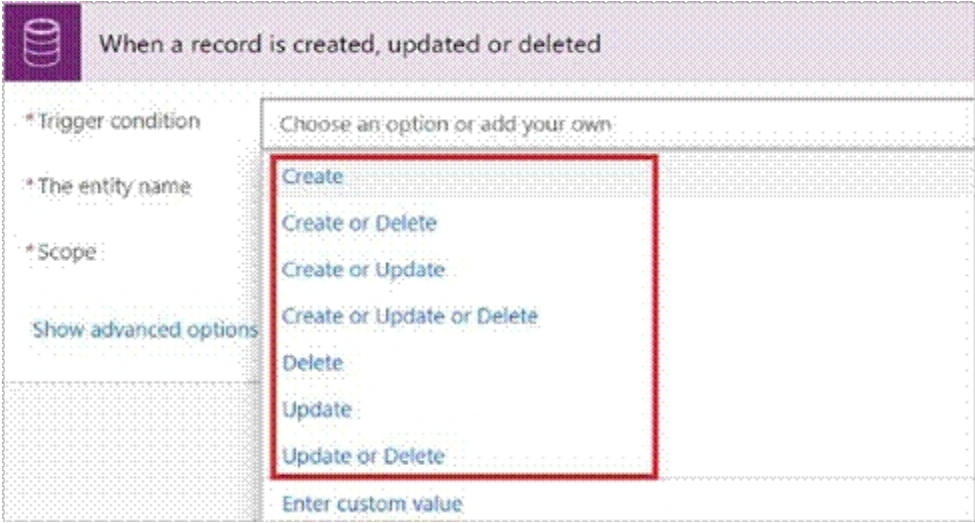 When a record is created, updated or deleted
*Trigger condition
Choose an option or add your own
*The entity name
*Scope
Show advanced options
Create
Create or Delete
Create or Update
Create or Update or Delete
Delete
Update
Update or Delete
Enter custom value